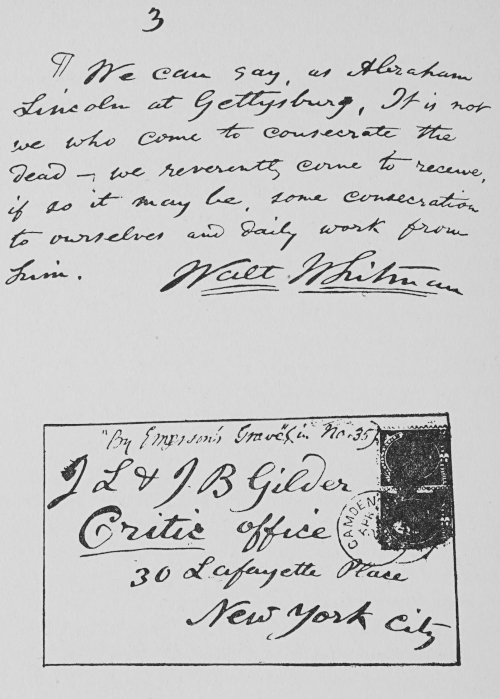 3
¶ We can say, as Abraham
Lincoln at Gettysburg, It is not
we who come to consecrate the
dead — we reverently come to receive,
if so it may be, some consecration
to ourselves and daily work from
him.
Walt Whitman
"By Emerson's Grave" in No. 35
J L & J B Gilder
Critic office
30 Lafayette Place
New York City
CAMDEN
APR